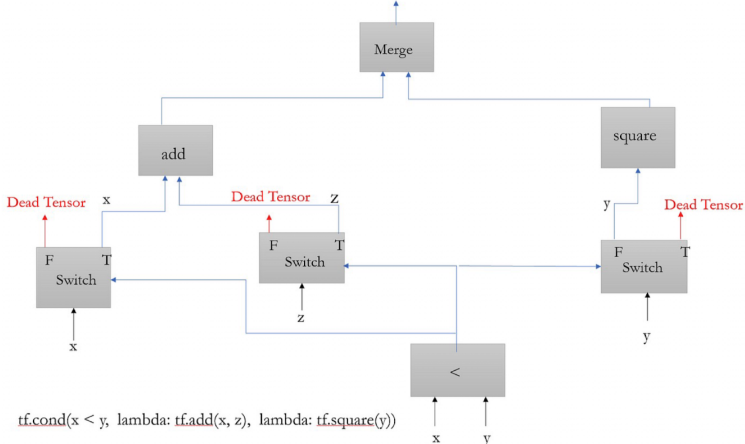 Merge
add
square
x
z
Dead Tensor
Dead Tensor
y
Dead Tensor
F T
Switch
F T
Switch
F T
Switch
x
z
y
<
x y
tf.cond(x < y, lambda: tf.add(x, z), lambda: tf.square(y))